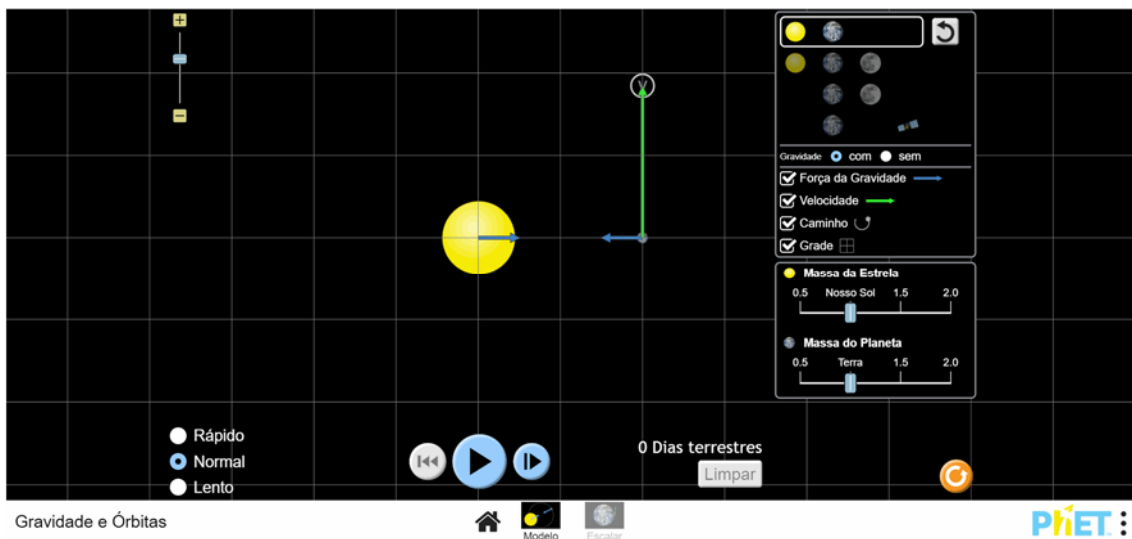 +
V
−
Gravidade com sem
Força da Gravidade
Velocidade
Caminho
Grade
Massa da Estrela
0.5 Nosso Sol 1.5 2.0
Massa do Planeta
0.5 Terra 1.5 2.0
Rápido
Normal
Lento
0 Dias terrestres
Limpar
Gravidade e Órbitas
Modelo
Escalar
PhET